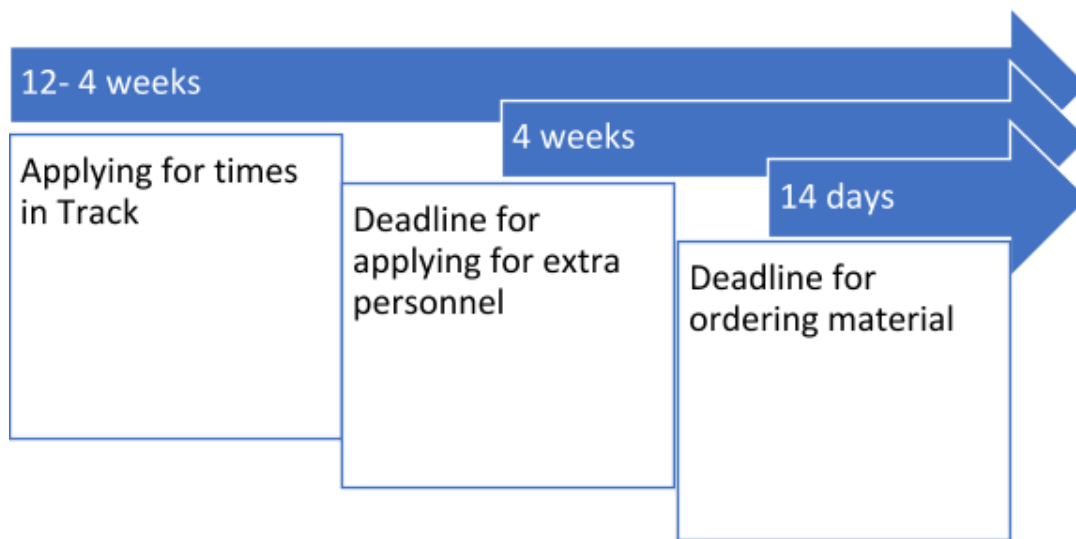 12- 4 weeks
Applying for times
in Track
4 weeks
Deadline for
applying for extra
personnel
14 days
Deadline for
ordering material